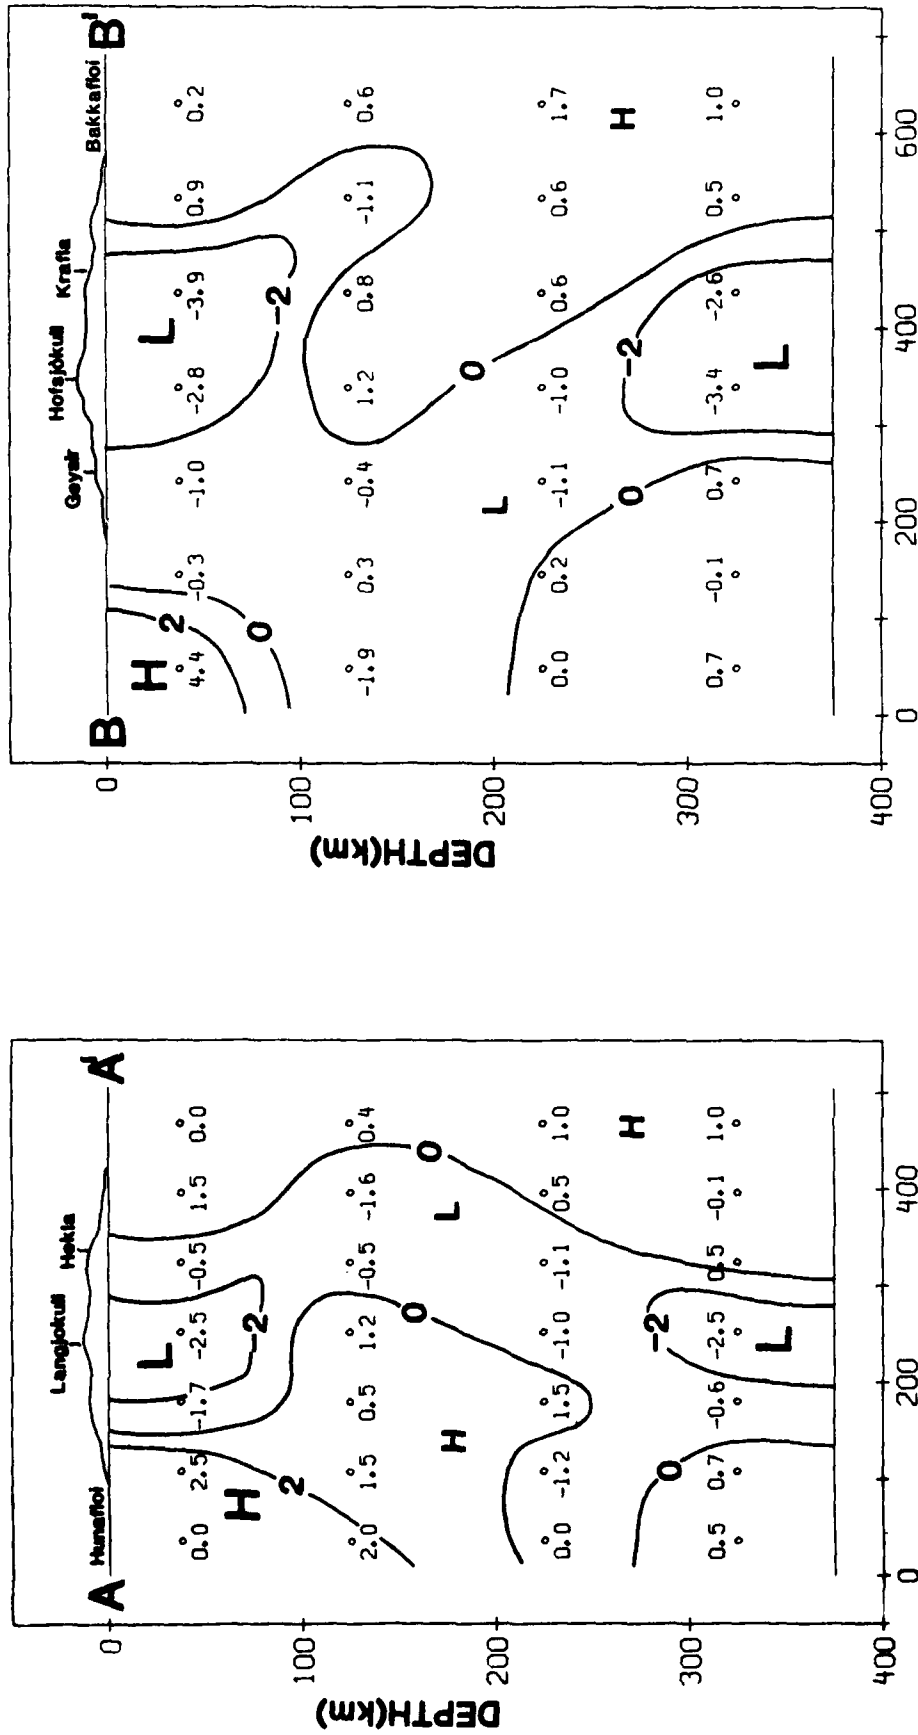 Langjökull
Hekla
Hunafloi
A A'
0
L
0.0 2.5 -1.7 -2.5 -0.5 1.5 0.0
H
-2
2
100
2.0 1.5 0.5 1.2 -0.5 -1.6 0.4
0 0
H L
200
0.0 -1.2 1.5 -1.0 -1.1 0.5 1.0
H
-2
0
300
0.5 0.7 -0.6 -2.5 0.5 -0.1 1.0
L
400
0 200 400
DEPTH(km)
Geysir
Hofsjökull
Krafla
Bakkafloi
B B'
0
H L
4.4 -0.3 -1.0 -2.8 -3.9 0.9 0.2
2
0 -2
100
-1.9 0.3 -0.4 1.2 0.8 -1.1 0.6
0
L
200
0.0 0.2 -1.1 -1.0 0.6 0.6 1.7
H
0 -2
300
0.7 -0.1 0.7 -3.4 -2.6 0.5 1.0
L
400
0 200 400 600
DEPTH(km)